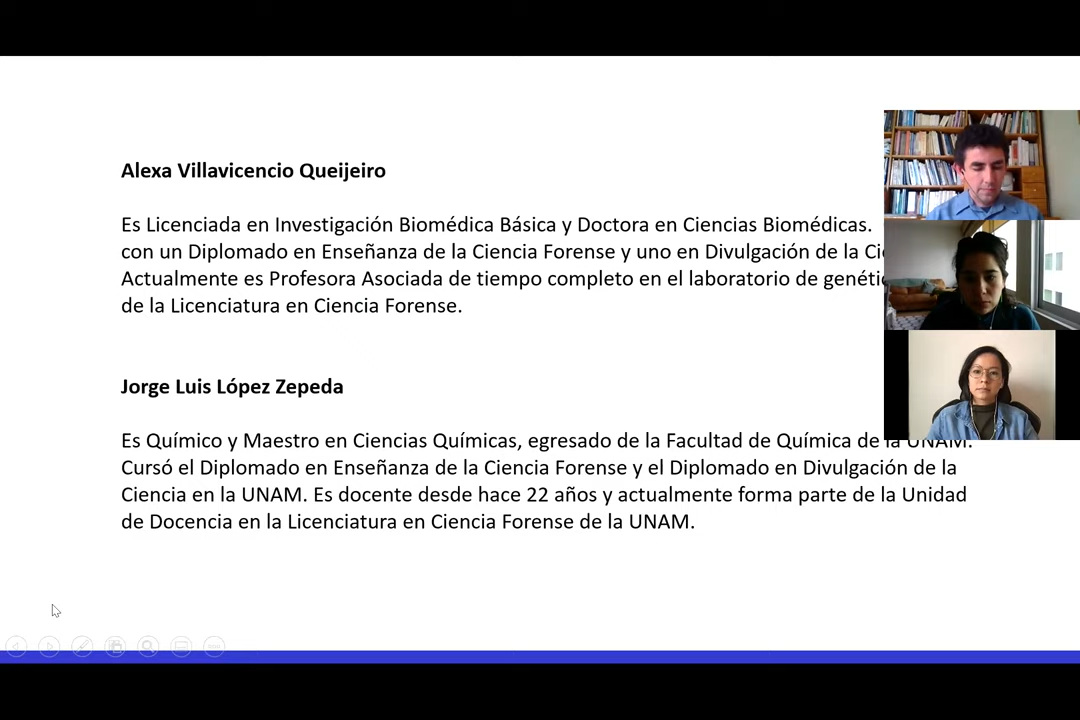 Alexa Villavicencio Queijeiro
Es Licenciada en Investigación Biomédica Básica y Doctora en Ciencias Biomédicas.
con un Diplomado en Enseñanza de la Ciencia Forense y uno en Divulgación de la
Actualmente es Profesora Asociada de tiempo completo en el laboratorio de
de la Licenciatura en Ciencia Forense.
Jorge Luis López Zepeda
Es Químico y Maestro en Ciencias Químicas, egresado de la Facultad de Química de la UNAM.
Cursó el Diplomado en Enseñanza de la Ciencia Forense y el Diplomado en Divulgación de la
Ciencia en la UNAM. Es docente desde hace 22 años y actualmente forma parte de la Unidad
de Docencia en la Licenciatura en Ciencia Forense de la UNAM.